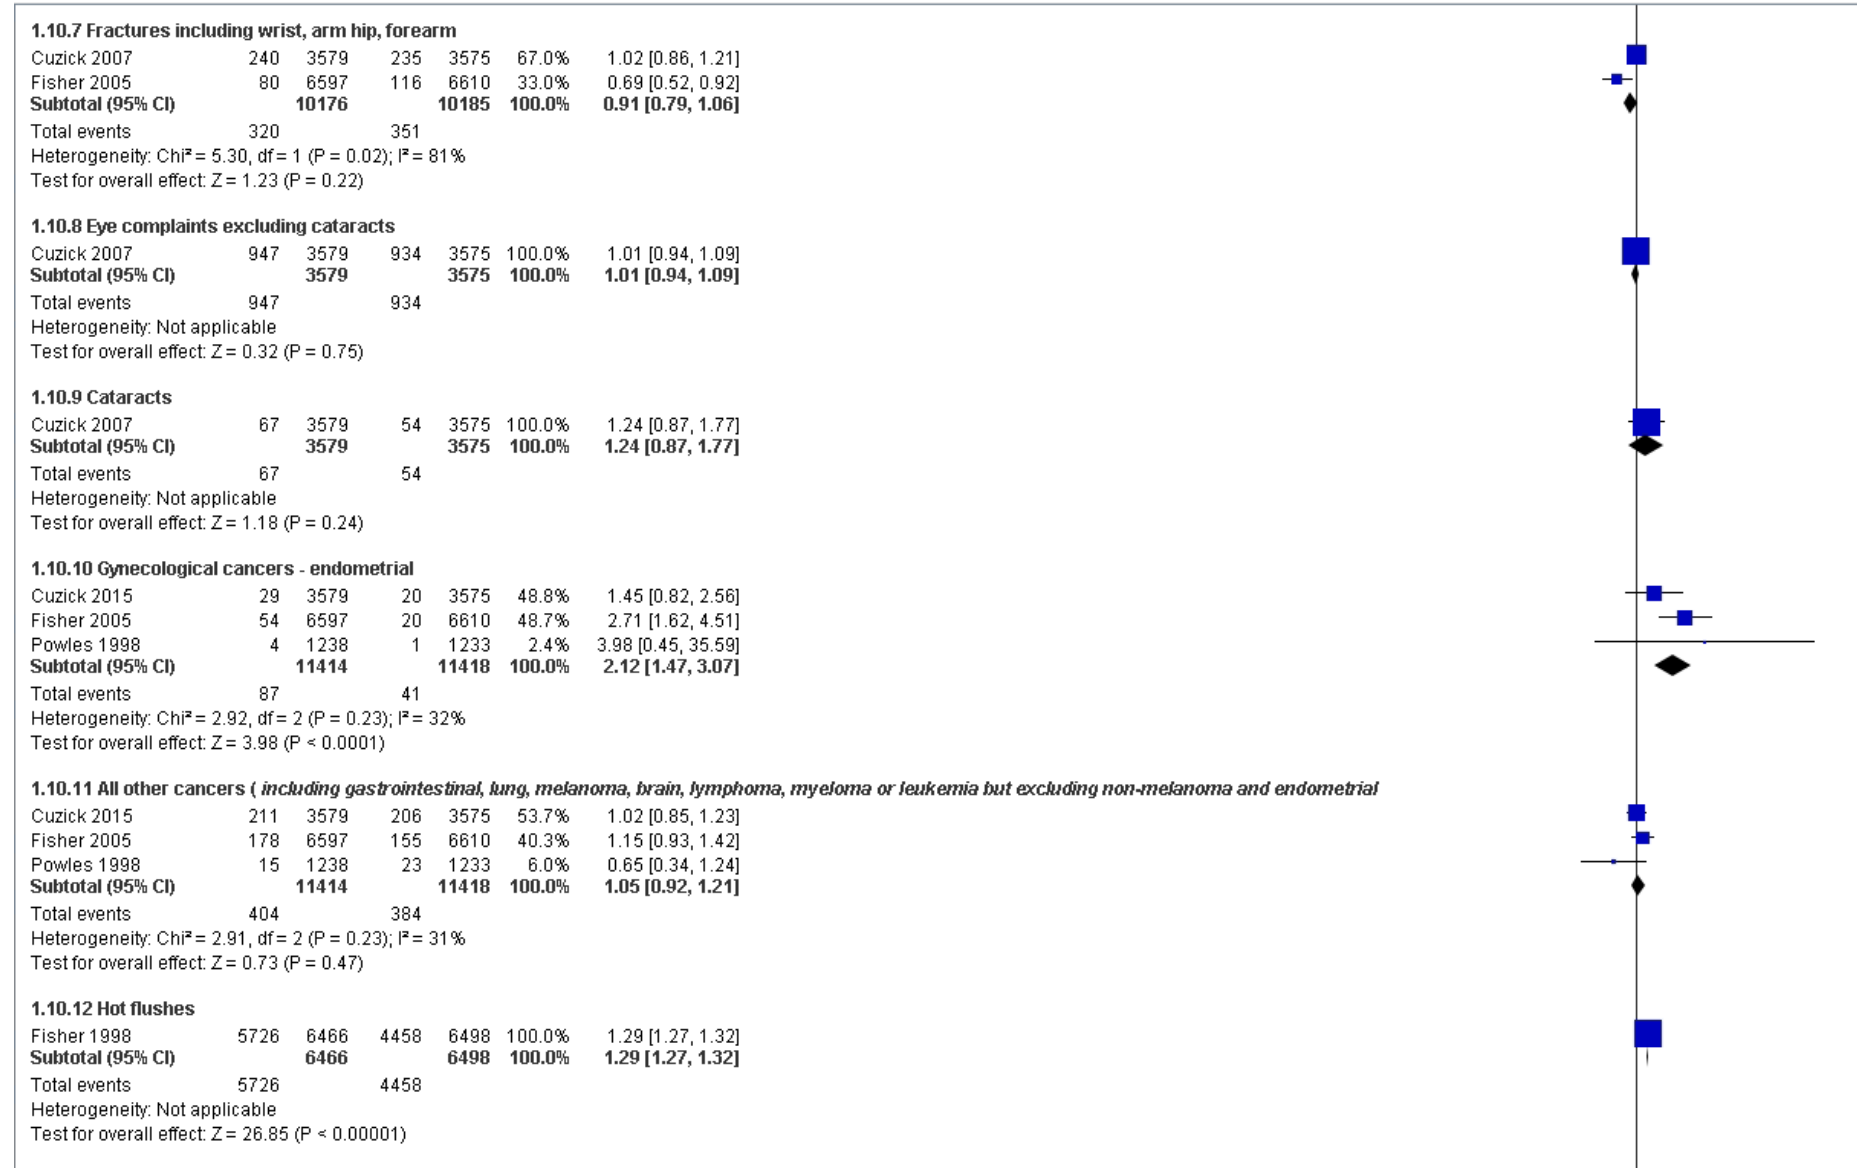 1.10.7 Fractures including wrist, arm hip, forearm
Cuzick 2007 240 3579 235 3575 67.0% 1.02 [0.86, 1.21]
Fisher 2005 80 6597 116 6610 33.0% 0.69 [0.52, 0.92]
Subtotal (95% CI) 10176 10185 100.0% 0.91 [0.79, 1.06]
Total events 320 351
Heterogeneity: Chi² = 5.30, df = 1 (P = 0.02); I² = 81%
Test for overall effect: Z = 1.23 (P = 0.22)
1.10.8 Eye complaints excluding cataracts
Cuzick 2007 947 3579 934 3575 100.0% 1.01 [0.94, 1.09]
Subtotal (95% CI) 3579 3575 100.0% 1.01 [0.94, 1.09]
Total events 947 934
Heterogeneity: Not applicable
Test for overall effect: Z = 0.32 (P = 0.75)
1.10.9 Cataracts
Cuzick 2007 67 3579 54 3575 100.0% 1.24 [0.87, 1.77]
Subtotal (95% CI) 3579 3575 100.0% 1.24 [0.87, 1.77]
Total events 67 54
Heterogeneity: Not applicable
Test for overall effect: Z = 1.18 (P = 0.24)
1.10.10 Gynecological cancers - endometrial
Cuzick 2015 29 3579 20 3575 48.8% 1.45 [0.82, 2.56]
Fisher 2005 54 6597 20 6610 48.7% 2.71 [1.62, 4.51]
Powles 1998 4 1238 1 1233 2.4% 3.98 [0.45, 35.59]
Subtotal (95% CI) 11414 11418 100.0% 2.12 [1.47, 3.07]
Total events 87 41
Heterogeneity: Chi² = 2.92, df = 2 (P = 0.23); I² = 32%
Test for overall effect: Z = 3.98 (P < 0.0001)
1.10.11 All other cancers ( including gastrointestinal, lung, melanoma, brain, lymphoma, myeloma or leukemia but excluding non-melanoma and endometrial
Cuzick 2015 211 3579 206 3575 53.7% 1.02 [0.85, 1.23]
Fisher 2005 178 6597 155 6610 40.3% 1.15 [0.93, 1.42]
Powles 1998 15 1238 23 1233 6.0% 0.65 [0.34, 1.24]
Subtotal (95% CI) 11414 11418 100.0% 1.05 [0.92, 1.21]
Total events 404 384
Heterogeneity: Chi² = 2.91, df = 2 (P = 0.23); I² = 31%
Test for overall effect: Z = 0.73 (P = 0.47)
1.10.12 Hot flushes
Fisher 1998 5726 6466 4458 6498 100.0% 1.29 [1.27, 1.32]
Subtotal (95% CI) 6466 6498 100.0% 1.29 [1.27, 1.32]
Total events 5726 4458
Heterogeneity: Not applicable
Test for overall effect: Z = 26.85 (P < 0.00001)